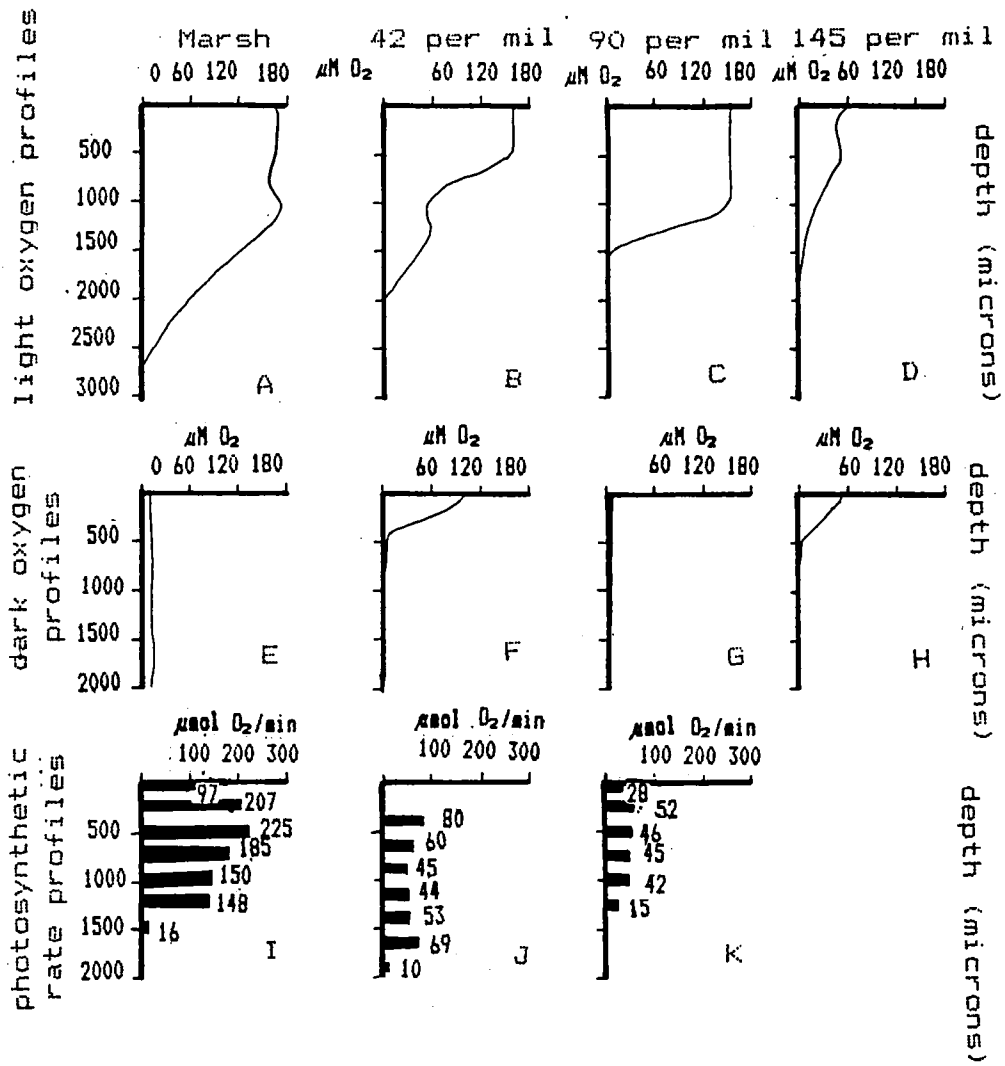 Marsh 42 per mil 90 per mil 145 per mil
0 60 120 180 μM O₂ 60 120 180 μM O₂ 60 120 180 μM O₂ 60 120 180
light oxygen profiles
500
1000
1500
2000
2500
3000
A B C D
depth (microns)
μM O₂ μM O₂ μM O₂ μM O₂
0 60 120 180 60 120 180 60 120 180 60 120 180
dark oxygen
profiles
500
1000
1500
2000
E F G H
depth (microns)
μmol O₂/min μmol O₂/min μmol O₂/min
100 200 300 100 200 300 100 200 300
photosynthetic
rate profiles
500
1000
1500
2000
97
207
225
185
150
148
16
I
80
60
45
44
53
69
10
J
28
52
46
45
42
15
K
depth (microns)